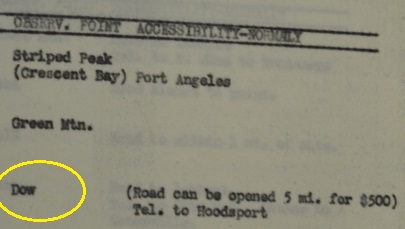 OBSERV. POINT ACCESSIBILITY-NORMALLY
Striped Peak
(Crescent Bay) Port Angeles
Green Mtn.
Dow (Road can be opened 5 mi. for $500)
Tel. to Hoodsport